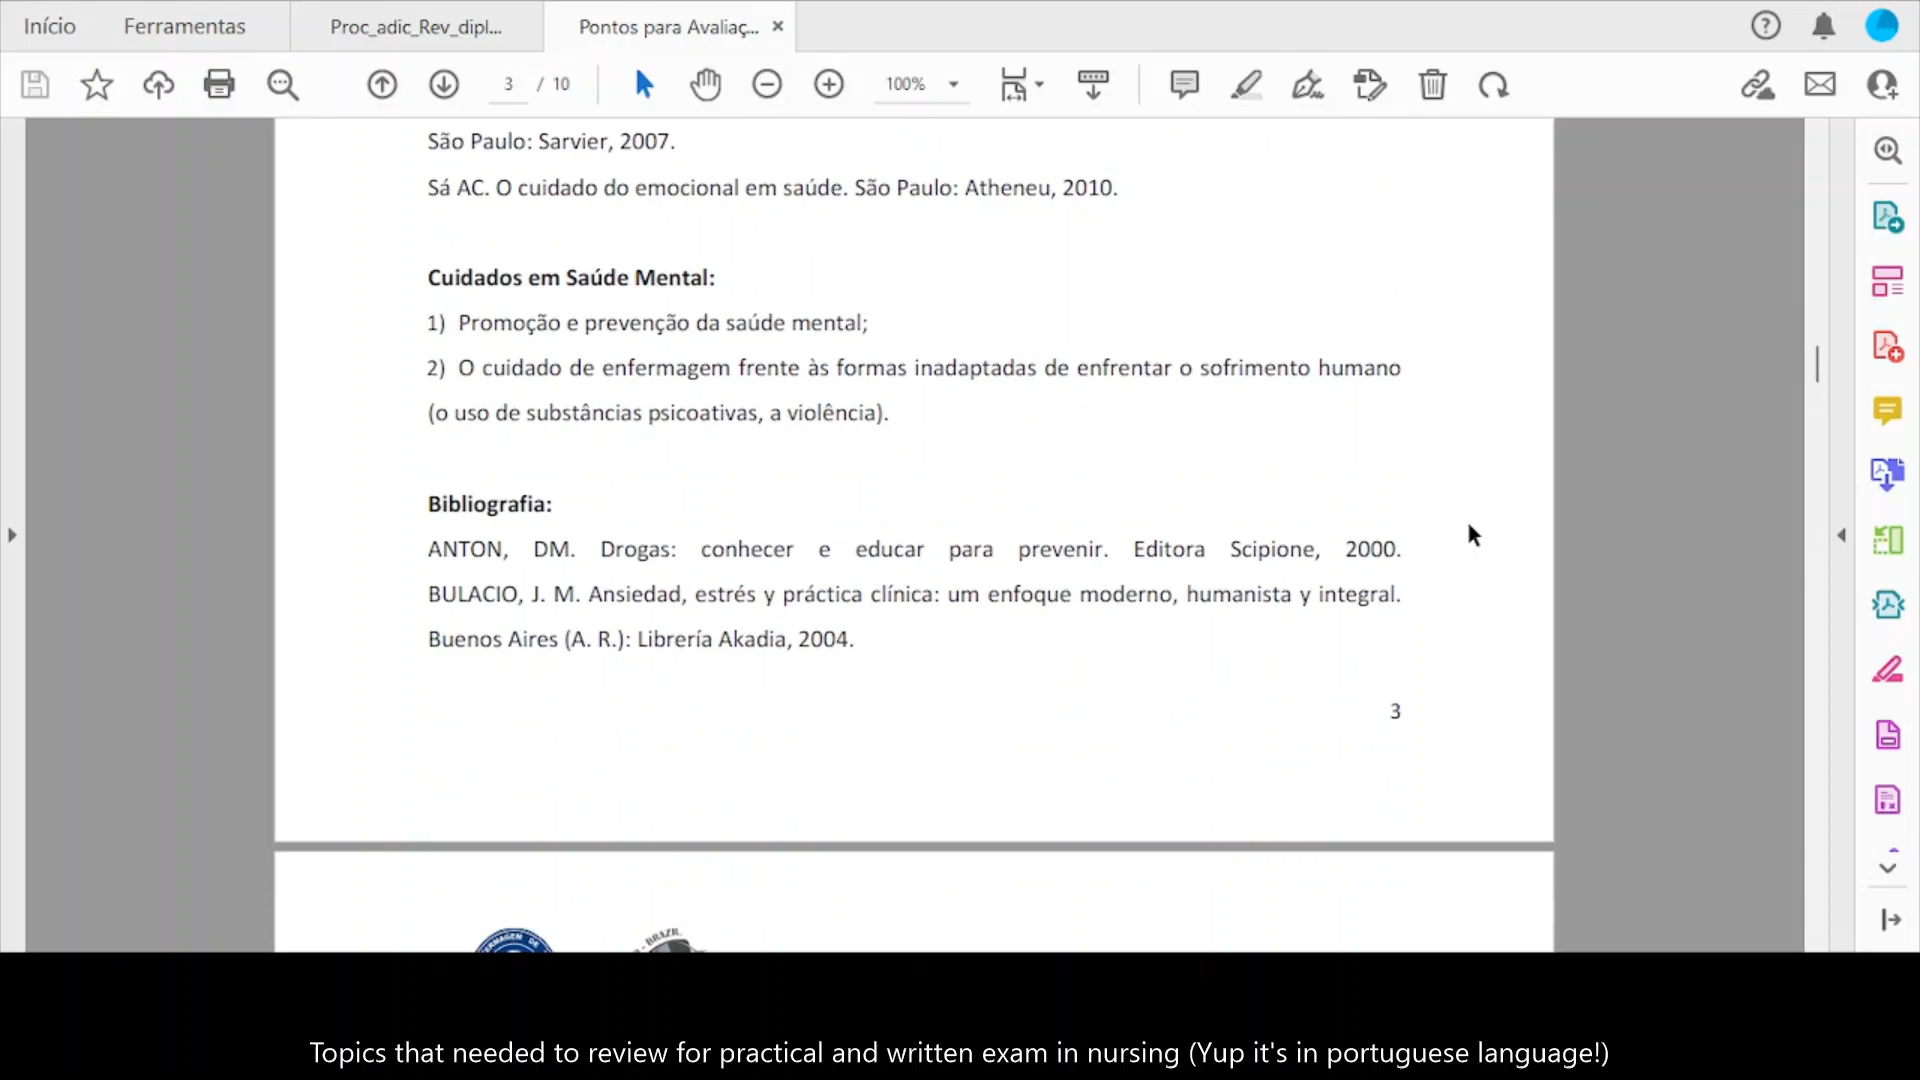 Início Ferramentas Proc_adic_Rev_dipl... Pontos para Avaliaç...
3 / 10 100%
São Paulo: Sarvier, 2007.
Sá AC. O cuidado do emocional em saúde. São Paulo: Atheneu, 2010.
Cuidados em Saúde Mental:
1) Promoção e prevenção da saúde mental;
2) O cuidado de enfermagem frente às formas inadaptadas de enfrentar o sofrimento humano
(o uso de substâncias psicoativas, a violência).
Bibliografia:
ANTON, DM. Drogas: conhecer e educar para prevenir. Editora Scipione, 2000.
BULACIO, J. M. Ansiedad, estrés y práctica clínica: um enfoque moderno, humanista y integral.
Buenos Aires (A. R.): Librería Akadia, 2004.
3
Topics that needed to review for practical and written exam in nursing (Yup it's in portuguese language!)